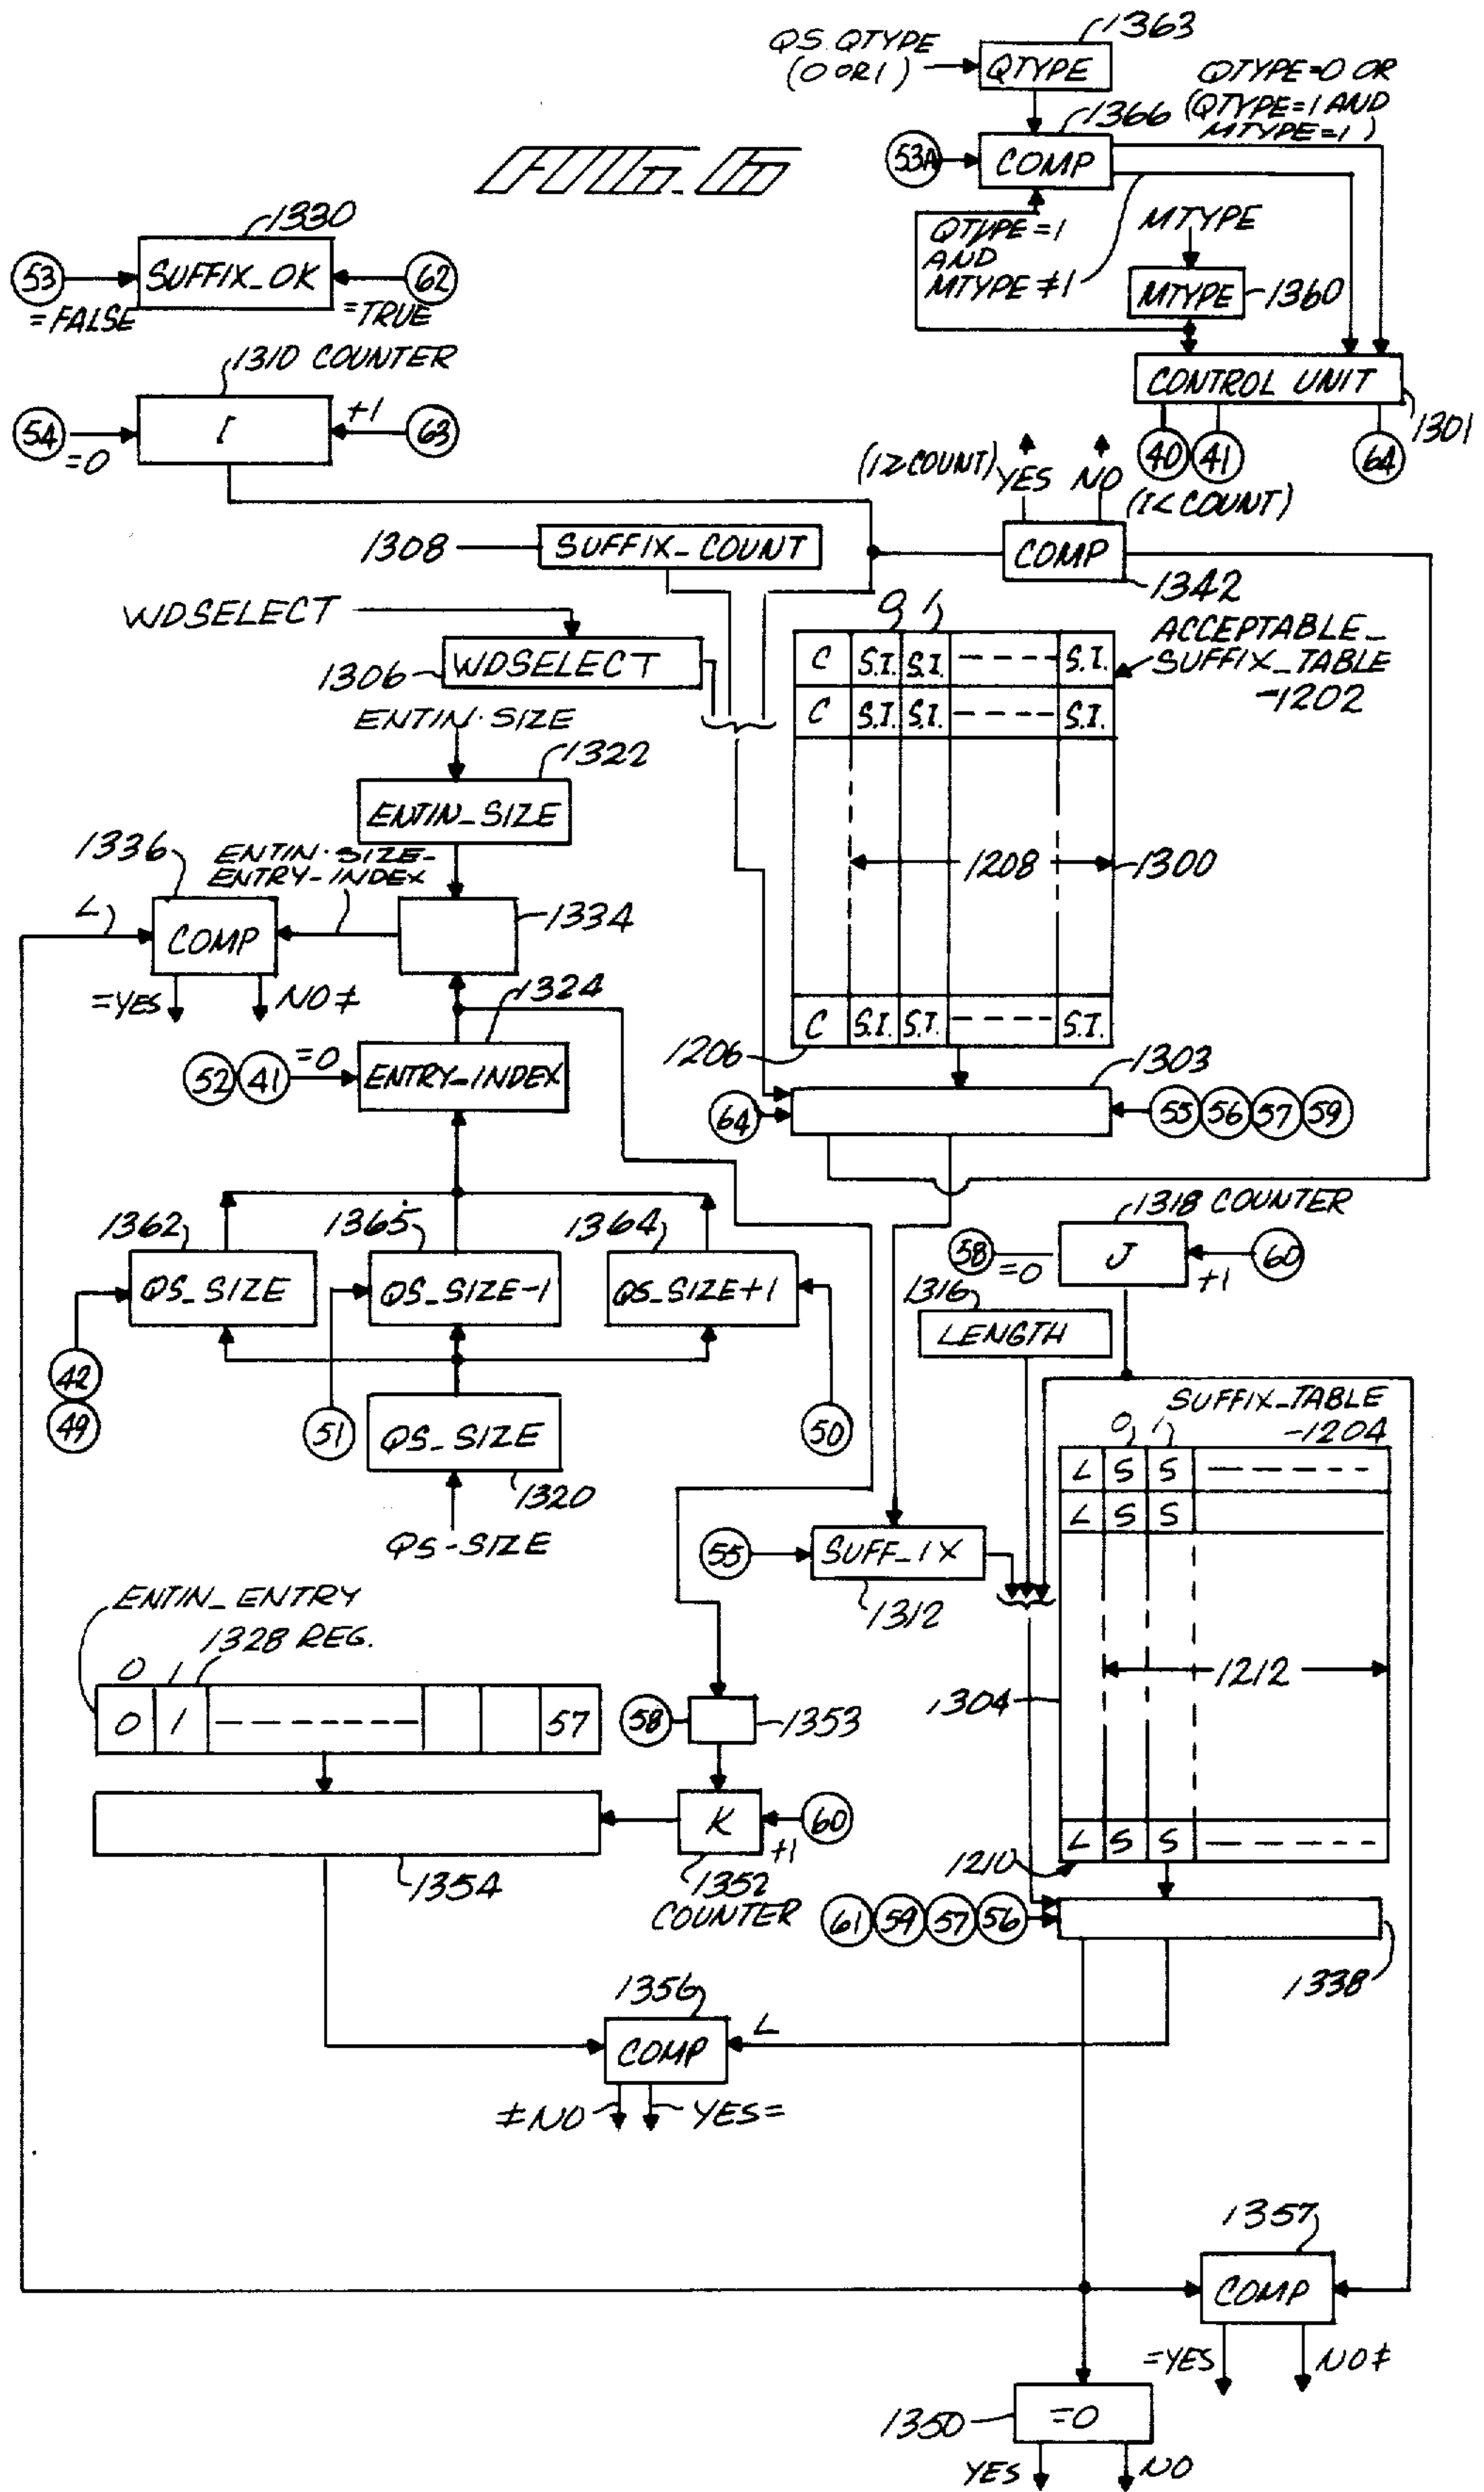 1363
QS QTYPE
(0 OR 1)
QTYPE
QTYPE=0 OR
(QTYPE=1 AND
MTYPE=1)
1366
53A
COMP
FIG. 6
QTYPE=1
AND
MTYPE ≠1
MTYPE
MTYPE
1360
CONTROL UNIT
1301
40
41
64
1330
53
SUFFIX_OK
62
=FALSE
=TRUE
1310 COUNTER
54
=0
I
+1
63
(I≥COUNT)
YES
NO
(I<COUNT)
1308
SUFFIX_COUNT
COMP
1342
WDSELECT
1306
WDSELECT
0 1
ACCEPTABLE_
SUFFIX_TABLE
-1202
C S.I. S.I. S.I.
C S.I. S.I. S.I.
1208
1300
C S.I. S.I. S.I.
1206
1303
64
55 56 57 59
ENTIN·SIZE
1322
ENTIN_SIZE
1336
ENTIN·SIZE-
ENTRY-INDEX
L
COMP
1334
=YES
NO≠
1324
52 41
=0
ENTRY-INDEX
1362
1365
1364
QS_SIZE
QS_SIZE-1
QS_SIZE+1
42
49
51
50
QS_SIZE
1320
QS-SIZE
1318 COUNTER
58
=0
J
+1
60
1316
LENGTH
SUFFIX_TABLE
-1204
0 1
L S S
L S S
1212
1304
L S S
1210
55
SUFF_IX
1312
ENTIN_ENTRY
1328 REG.
0 1
0 1 57
58
1353
K
+1
60
1352
COUNTER
1354
61 59 57 56
1338
1356
COMP
L
≠NO
YES=
1357
COMP
=YES
NO≠
1350
=0
YES
NO